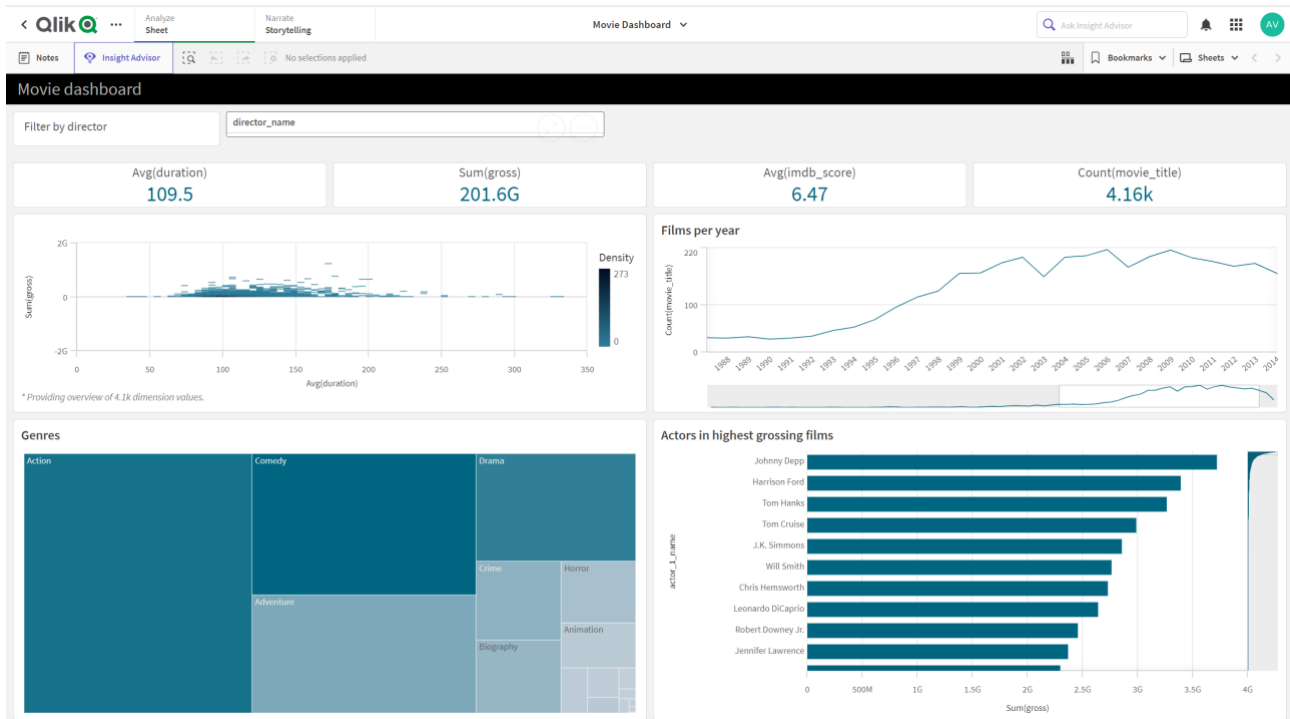 Qlik
Analyze
Sheet
Narrate
Storytelling
Movie Dashboard
Ask Insight Advisor
AV
Notes
Insight Advisor
No selections applied
Bookmarks
Sheets
Movie dashboard
Filter by director
director_name
Avg(duration)
109.5
Sum(gross)
201.6G
Avg(imdb_score)
6.47
Count(movie_title)
4.16k
2G
0
-2G
Sum(gross)
0 50 100 150 200 250 300 350
Avg(duration)
Density
273
0
* Providing overview of 4.1k dimension values.
Films per year
220
100
0
Count(movie_title)
1988 1989 1990 1991 1992 1993 1994 1995 1996 1997 1998 1999 2000 2001 2002 2003 2004 2005 2006 2007 2008 2009 2010 2011 2012 2013 2014
Genres
Action
Comedy
Drama
Adventure
Crime
Horror
Animation
Biography
Actors in highest grossing films
actor_1_name
Johnny Depp
Harrison Ford
Tom Hanks
Tom Cruise
J.K. Simmons
Will Smith
Chris Hemsworth
Leonardo DiCaprio
Robert Downey Jr.
Jennifer Lawrence
0 500M 1G 1.5G 2G 2.5G 3G 3.5G 4G
Sum(gross)